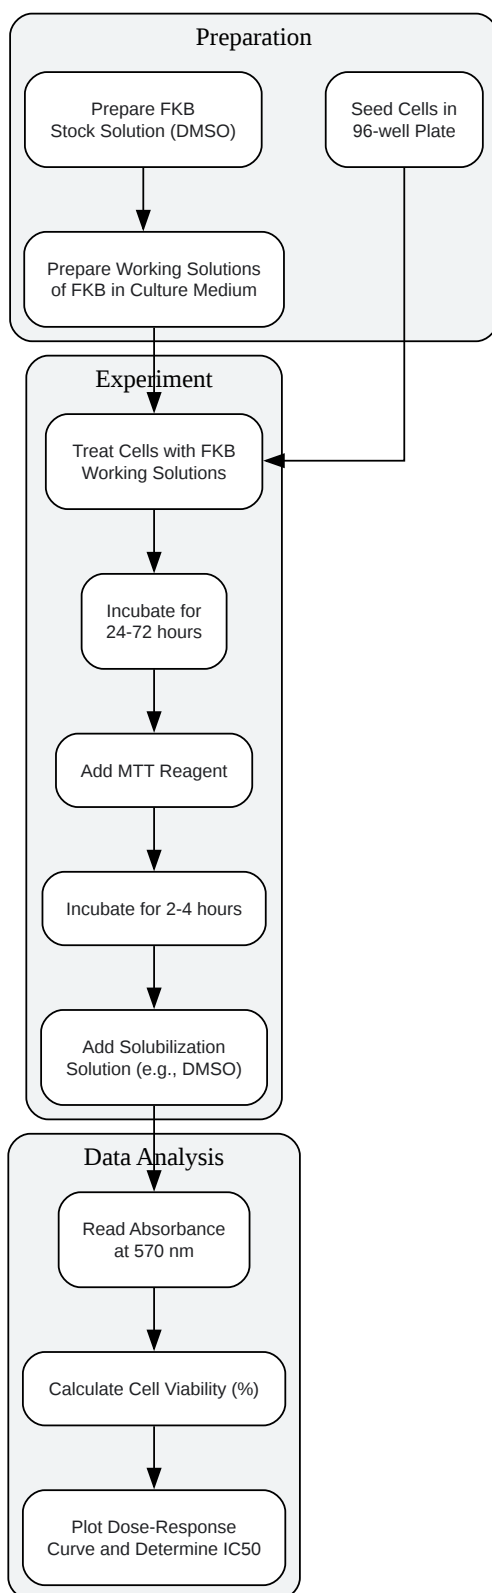 Preparation
Prepare FKB
Stock Solution (DMSO)
Seed Cells in
96-well Plate
Prepare Working Solutions
of FKB in Culture Medium
Experiment
Treat Cells with FKB
Working Solutions
Incubate for
24-72 hours
Add MTT Reagent
Incubate for 2-4 hours
Add Solubilization
Solution (e.g., DMSO)
Data Analysis
Read Absorbance
at 570 nm
Calculate Cell Viability (%)
Plot Dose-Response
Curve and Determine IC50